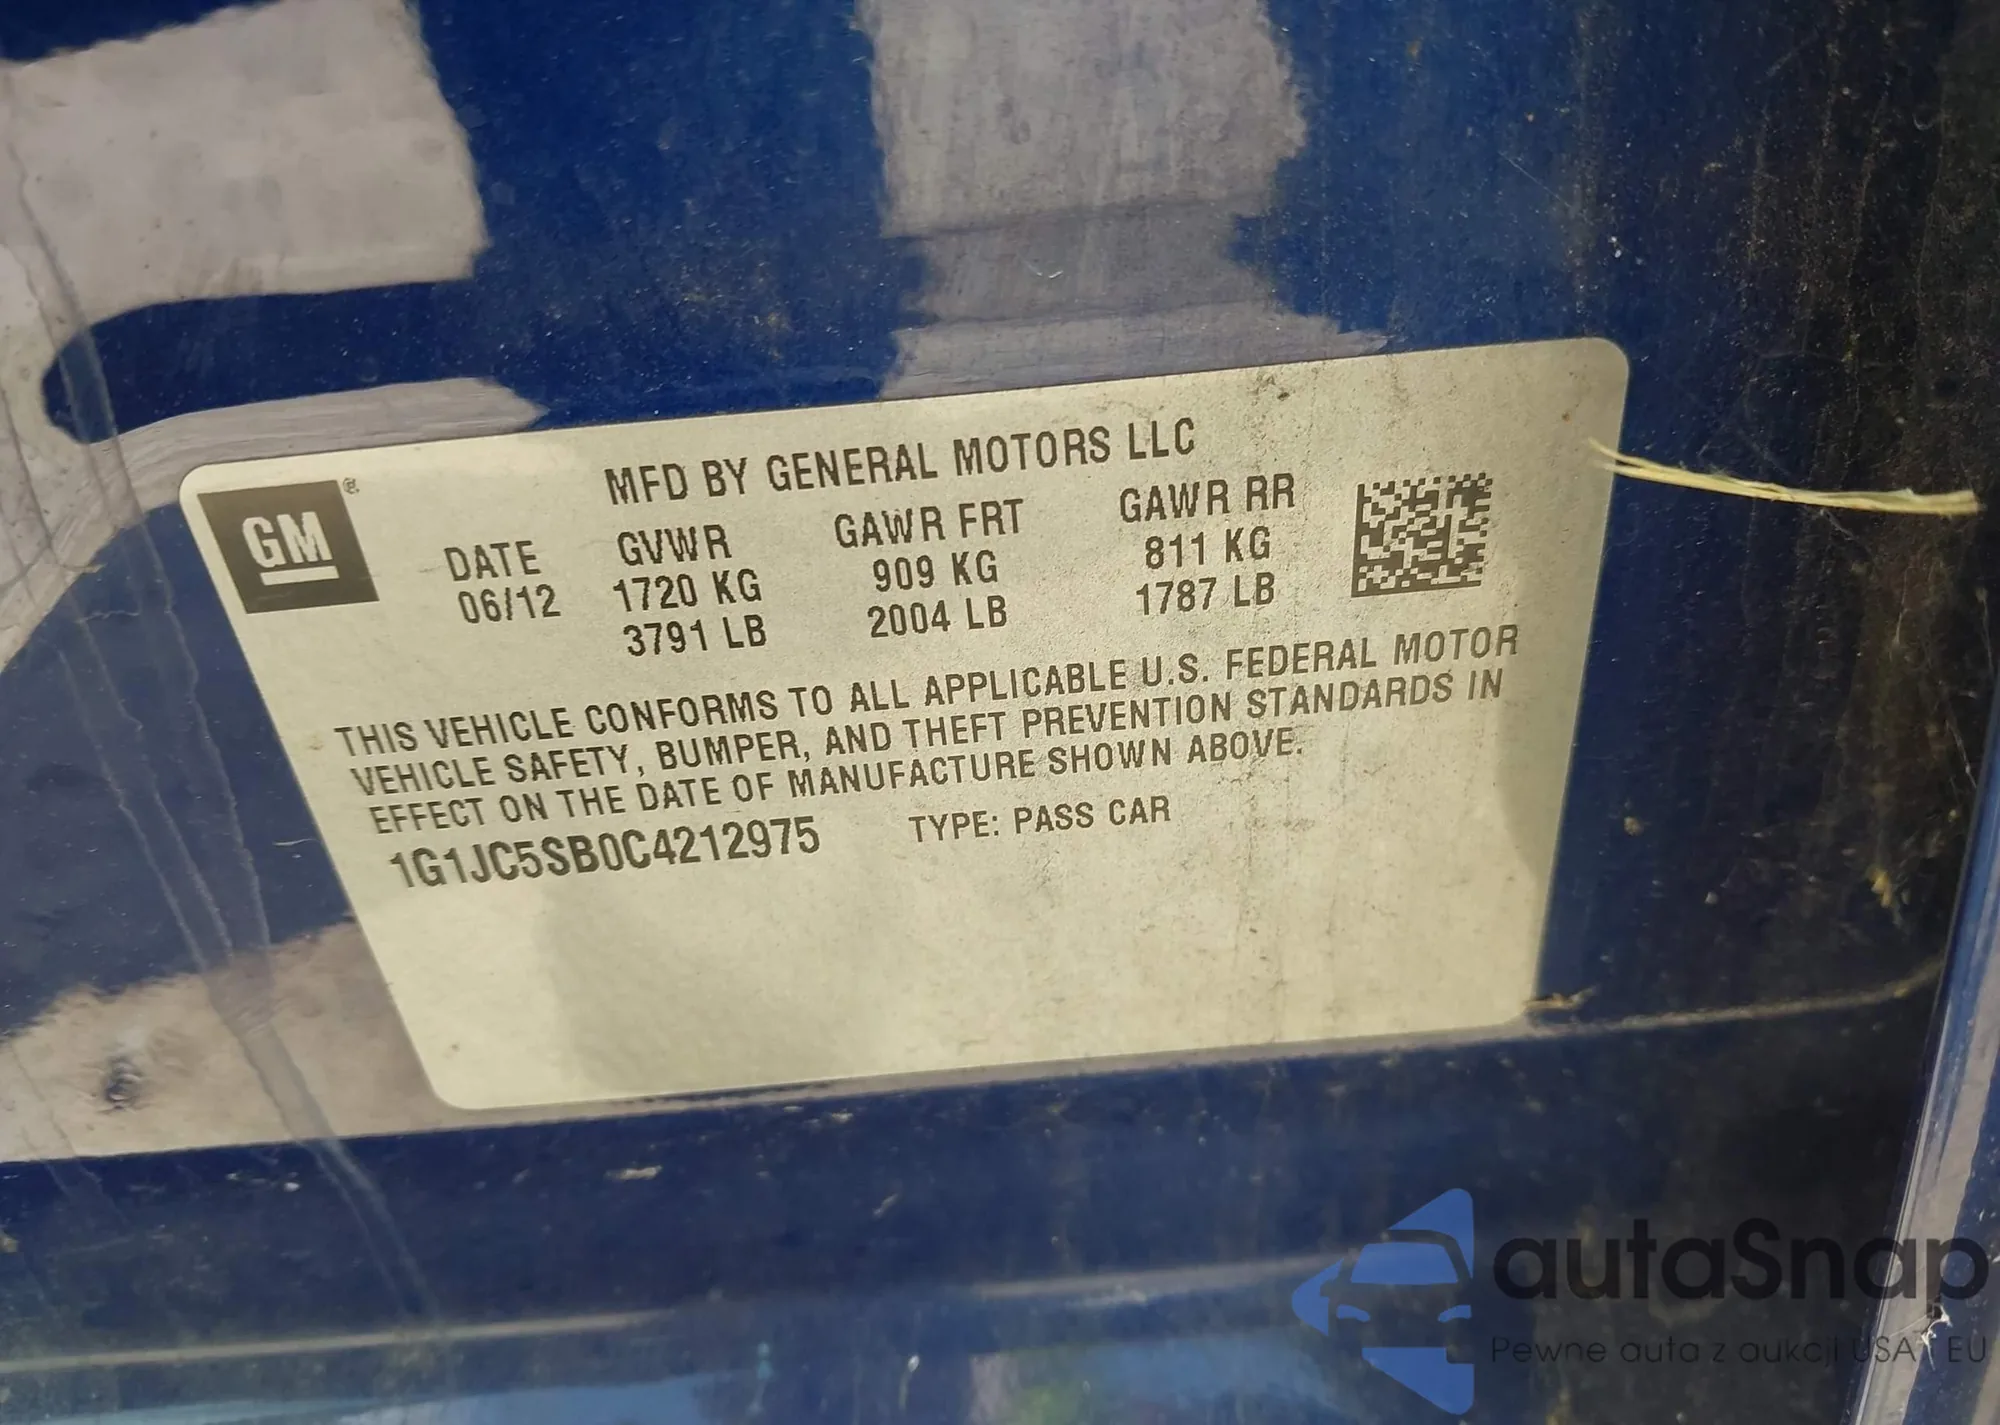 MFD BY GENERAL MOTORS LLC
GM®
DATE GVWR GAWR FRT GAWR RR
06/12 1720 KG 909 KG 811 KG
3791 LB 2004 LB 1787 LB
THIS VEHICLE CONFORMS TO ALL APPLICABLE U.S. FEDERAL MOTOR
VEHICLE SAFETY, BUMPER, AND THEFT PREVENTION STANDARDS IN
EFFECT ON THE DATE OF MANUFACTURE SHOWN ABOVE.
1G1JC5SB0C4212975 TYPE: PASS CAR
autaSnap
Pewne auta z aukcji USA i EU